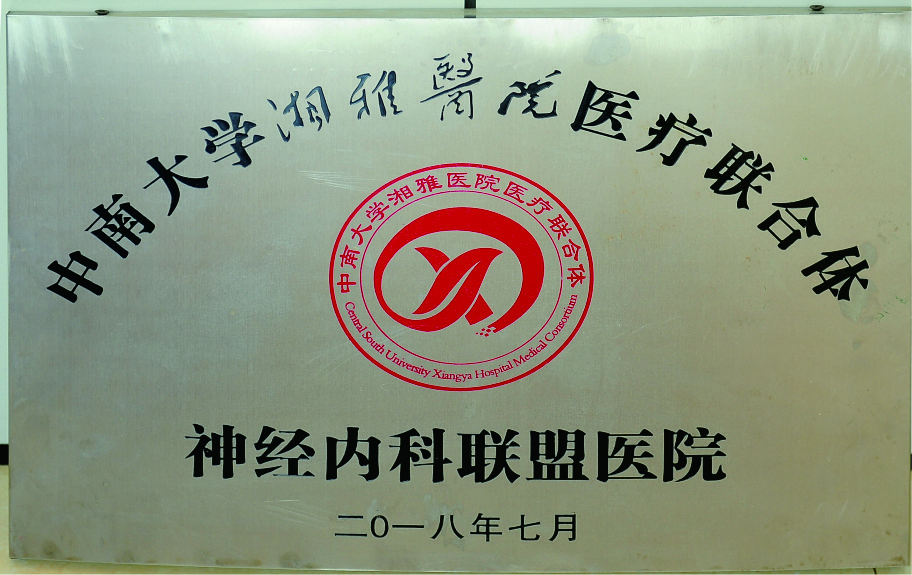 中南大学湘雅醫院医疗联合体
中南大学湘雅医院医疗联合体
Central South University Xiangya Hospital Medical Consortium
神经内科联盟医院
二〇一八年七月